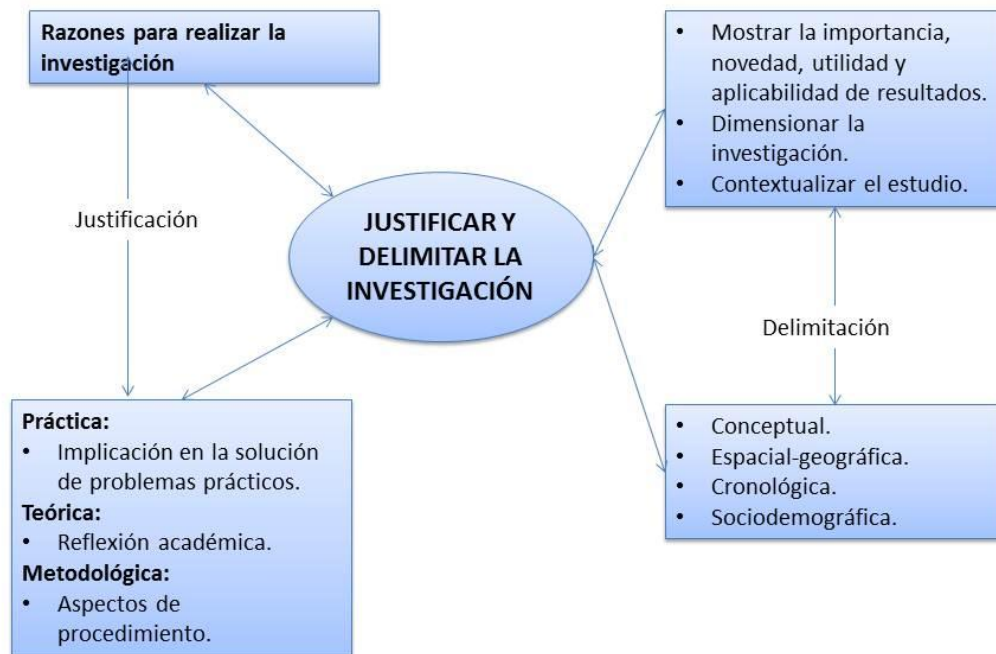 Razones para realizar la
investigación
Justificación
Práctica:
• Implicación en la solución
de problemas prácticos.
Teórica:
• Reflexión académica.
Metodológica:
• Aspectos de
procedimiento.
JUSTIFICAR Y
DELIMITAR LA
INVESTIGACIÓN
• Mostrar la importancia,
novedad, utilidad y
aplicabilidad de resultados.
• Dimensionar la
investigación.
• Contextualizar el estudio.
Delimitación
• Conceptual.
• Espacial-geográfica.
• Cronológica.
• Sociodemográfica.